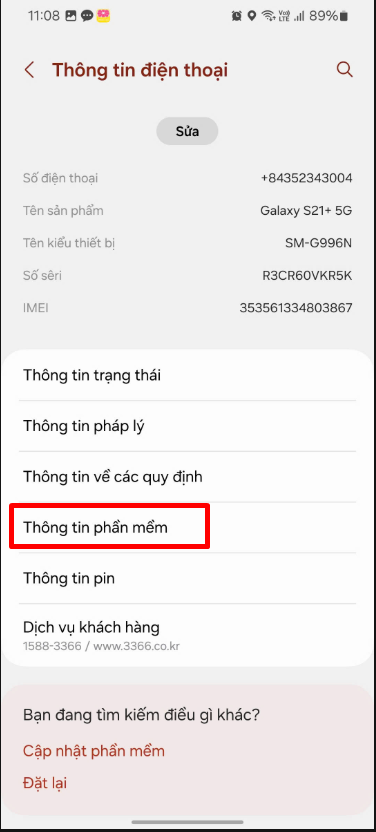 11:08 89%
Thông tin điện thoại
Sửa
Số điện thoại +84352343004
Tên sản phẩm Galaxy S21+ 5G
Tên kiểu thiết bị SM-G996N
Số sêri R3CR60VKR5K
IMEI 353561334803867
Thông tin trạng thái
Thông tin pháp lý
Thông tin về các quy định
Thông tin phần mềm
Thông tin pin
Dịch vụ khách hàng
1588-3366 / www.3366.co.kr
Bạn đang tìm kiếm điều gì khác?
Cập nhật phần mềm
Đặt lại